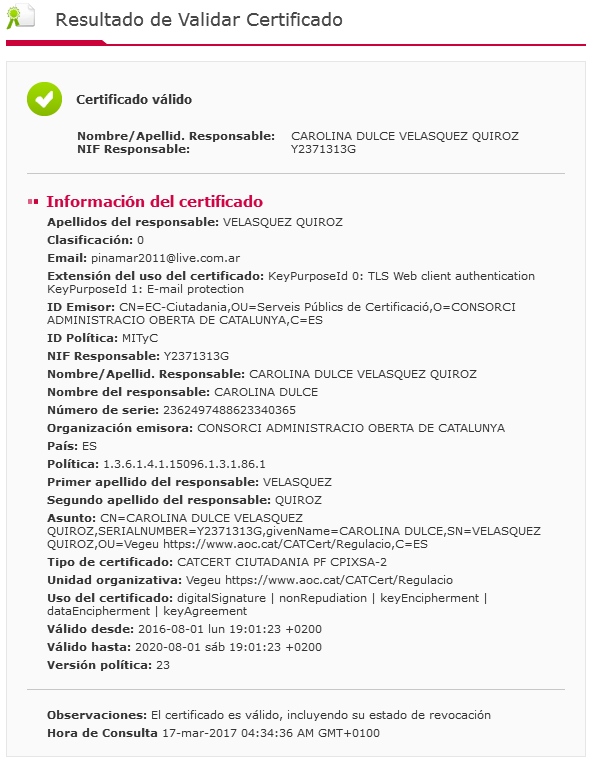 Resultado de Validar Certificado
Certificado válido
Nombre/Apellid. Responsable: CAROLINA DULCE VELASQUEZ QUIROZ
NIF Responsable: Y2371313G
Información del certificado
Apellidos del responsable: VELASQUEZ QUIROZ
Clasificación: 0
Email: pinamar2011@live.com.ar
Extensión del uso del certificado: KeyPurposeId 0: TLS Web client authentication
KeyPurposeId 1: E-mail protection
ID Emisor: CN=EC-Ciutadania,OU=Serveis Públics de Certificació,O=CONSORCI
ADMINISTRACIO OBERTA DE CATALUNYA,C=ES
ID Política: MITyC
NIF Responsable: Y2371313G
Nombre/Apellid. Responsable: CAROLINA DULCE VELASQUEZ QUIROZ
Nombre del responsable: CAROLINA DULCE
Número de serie: 2362497488623340365
Organización emisora: CONSORCI ADMINISTRACIO OBERTA DE CATALUNYA
País: ES
Política: 1.3.6.1.4.1.15096.1.3.1.86.1
Primer apellido del responsable: VELASQUEZ
Segundo apellido del responsable: QUIROZ
Asunto: CN=CAROLINA DULCE VELASQUEZ
QUIROZ,SERIALNUMBER=Y2371313G,givenName=CAROLINA DULCE,SN=VELASQUEZ
QUIROZ,OU=Vegeu https://www.aoc.cat/CATCert/Regulacio,C=ES
Tipo de certificado: CATCERT CIUTADANIA PF CPIXSA-2
Unidad organizativa: Vegeu https://www.aoc.cat/CATCert/Regulacio
Uso del certificado: digitalSignature | nonRepudiation | keyEncipherment |
dataEncipherment | keyAgreement
Válido desde: 2016-08-01 lun 19:01:23 +0200
Válido hasta: 2020-08-01 sáb 19:01:23 +0200
Versión política: 23
Observaciones: El certificado es válido, incluyendo su estado de revocación
Hora de Consulta 17-mar-2017 04:34:36 AM GMT+0100